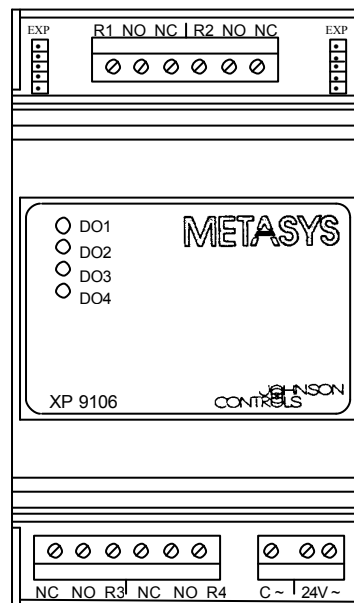 EXP R1 NO NC R2 NO NC EXP
DO1
DO2
DO3
DO4
METASYS
XP 9106
JOHNSON
CONTROLS
NC NO R3 NC NO R4 C ~ 24V ~